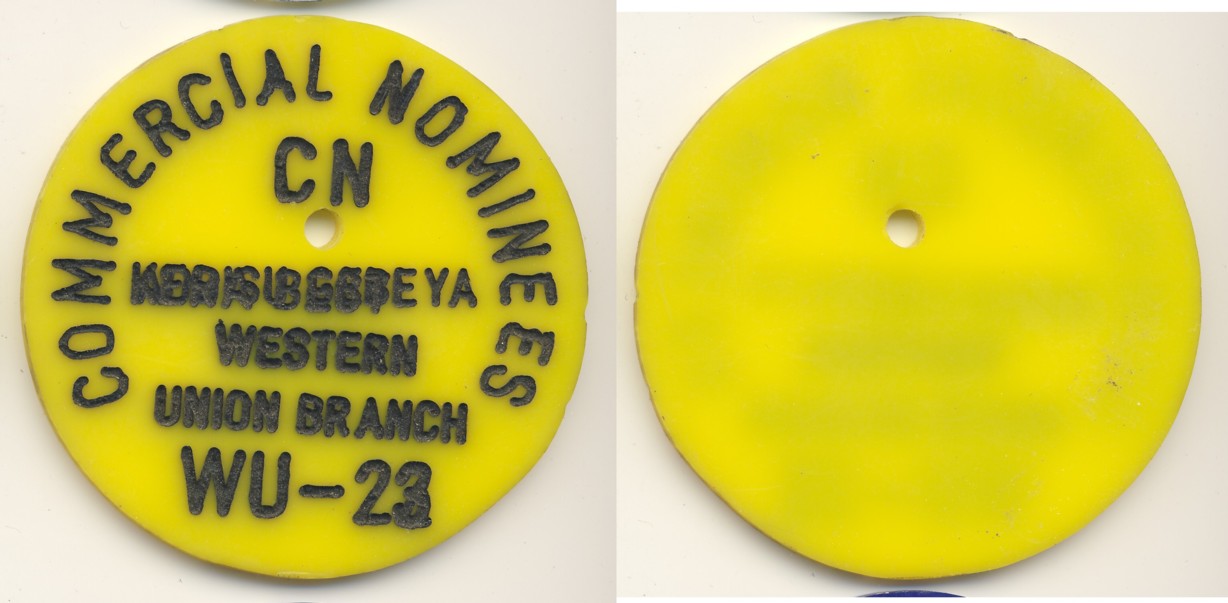 COMMERCIAL NOMINEES
CN
WESTERN
UNION BRANCH
WU-23